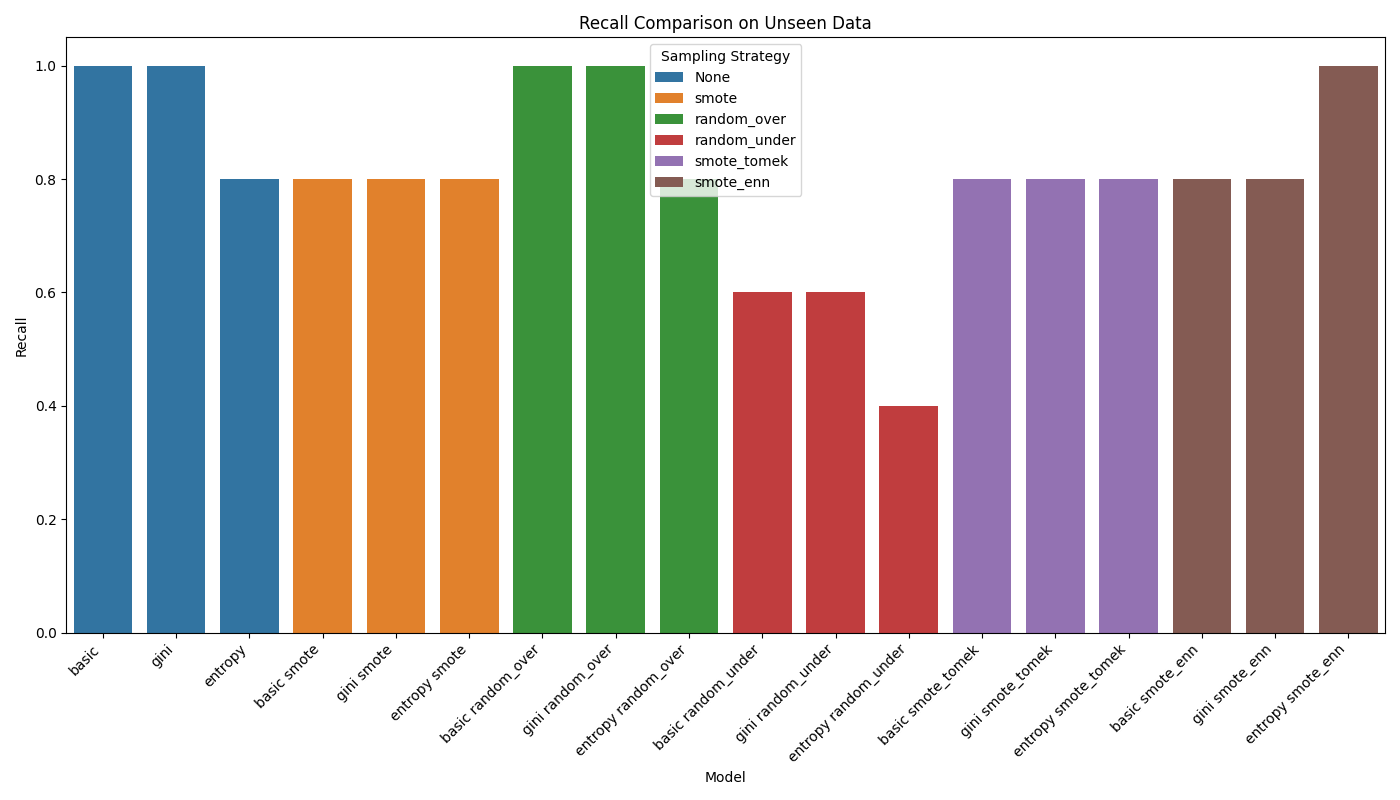 Recall Comparison on Unseen Data
Sampling Strategy
None
smote
random_over
random_under
smote_tomek
smote_enn
Recall
1.0
0.8
0.6
0.4
0.2
0.0
basic
gini
entropy
basic smote
gini smote
entropy smote
basic random_over
gini random_over
entropy random_over
basic random_under
gini random_under
entropy random_under
basic smote_tomek
gini smote_tomek
entropy smote_tomek
basic smote_enn
gini smote_enn
entropy smote_enn
Model